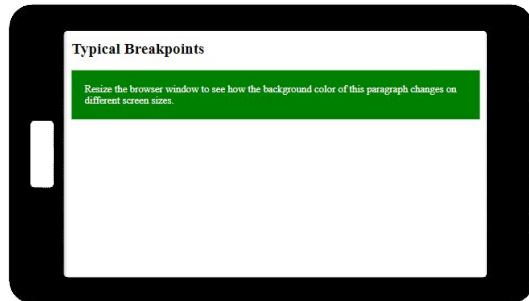 Typical Breakpoints
Resize the browser window to see how the background color of this paragraph changes on
different screen sizes.